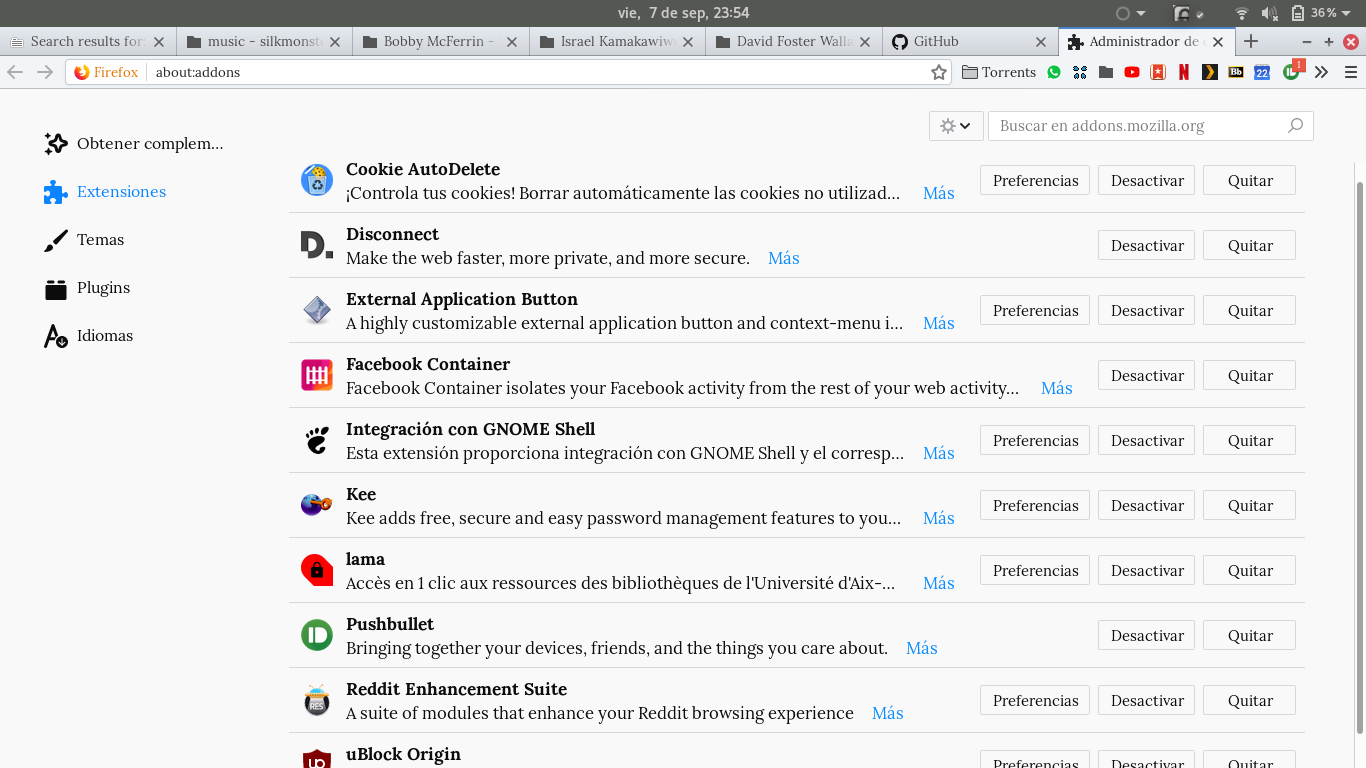 vie, 7 de sep, 23:54
36%
Search results for:
music - silkmonst
Bobby McFerrin -
Israel Kamakawiw
David Foster Walla
GitHub
Administrador de
Firefox
about:addons
Torrents
Bb
22
1
Buscar en addons.mozilla.org
Obtener complem…
Extensiones
Temas
Plugins
Idiomas
Cookie AutoDelete
¡Controla tus cookies! Borrar automáticamente las cookies no utilizad… Más
Preferencias Desactivar Quitar
Disconnect
Make the web faster, more private, and more secure. Más
Desactivar Quitar
External Application Button
A highly customizable external application button and context-menu i… Más
Preferencias Desactivar Quitar
Facebook Container
Facebook Container isolates your Facebook activity from the rest of your web activity… Más
Desactivar Quitar
Integración con GNOME Shell
Esta extensión proporciona integración con GNOME Shell y el corresp… Más
Preferencias Desactivar Quitar
Kee
Kee adds free, secure and easy password management features to you… Más
Preferencias Desactivar Quitar
lama
Accès en 1 clic aux ressources des bibliothèques de l'Université d'Aix-… Más
Preferencias Desactivar Quitar
Pushbullet
Bringing together your devices, friends, and the things you care about. Más
Desactivar Quitar
RES
Reddit Enhancement Suite
A suite of modules that enhance your Reddit browsing experience Más
Preferencias Desactivar Quitar
uBlock Origin
Preferencias Desactivar Quitar